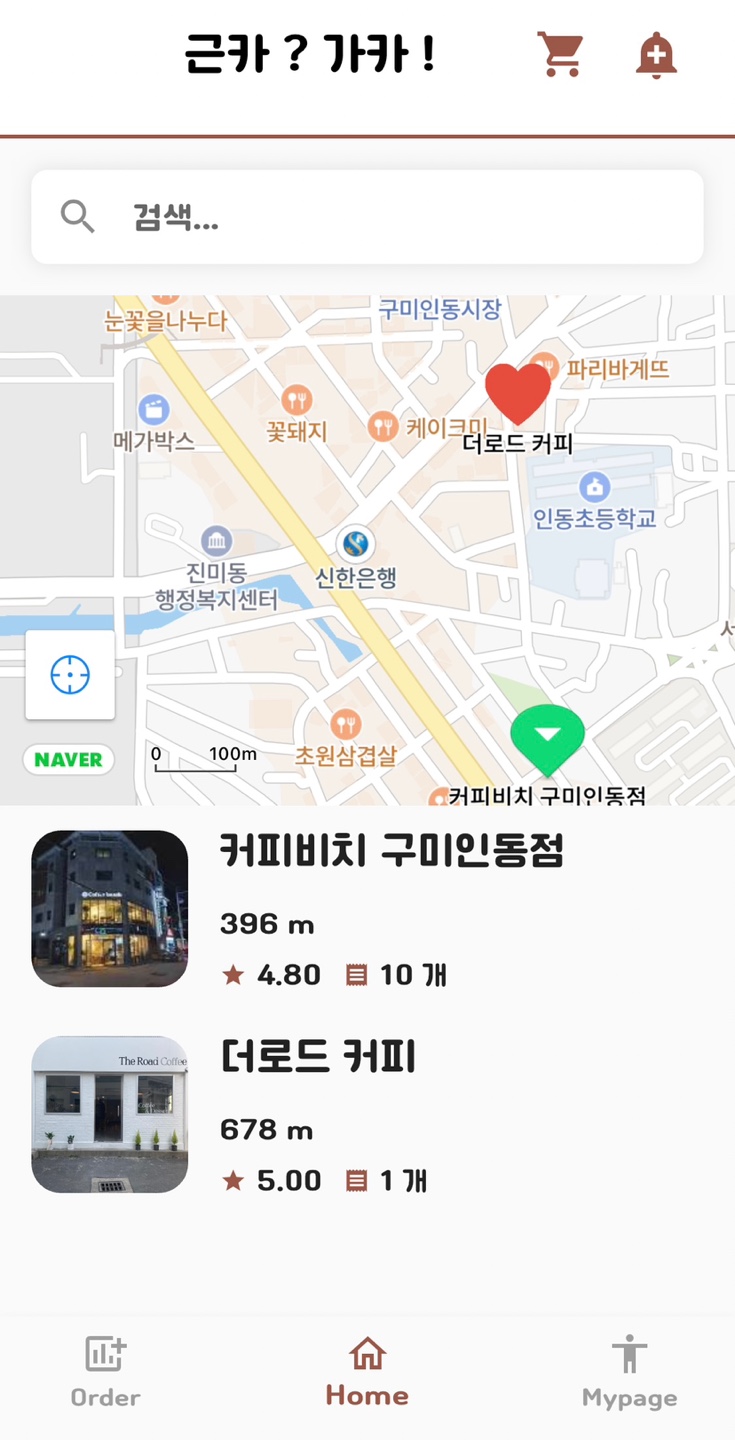 근카 ? 가카 !
검색...
눈꽃을나누다
구미인동시장
파리바게뜨
메가박스
꽃돼지
케이크미
더로드 커피
인동초등학교
진미동
행정복지센터
신한은행
초원삼겹살
NAVER
0 100m
커피비치 구미인동점
커피비치 구미인동점
396 m
4.80 10 개
The Road Coffee
더로드 커피
678 m
5.00 1 개
Order
Home
Mypage